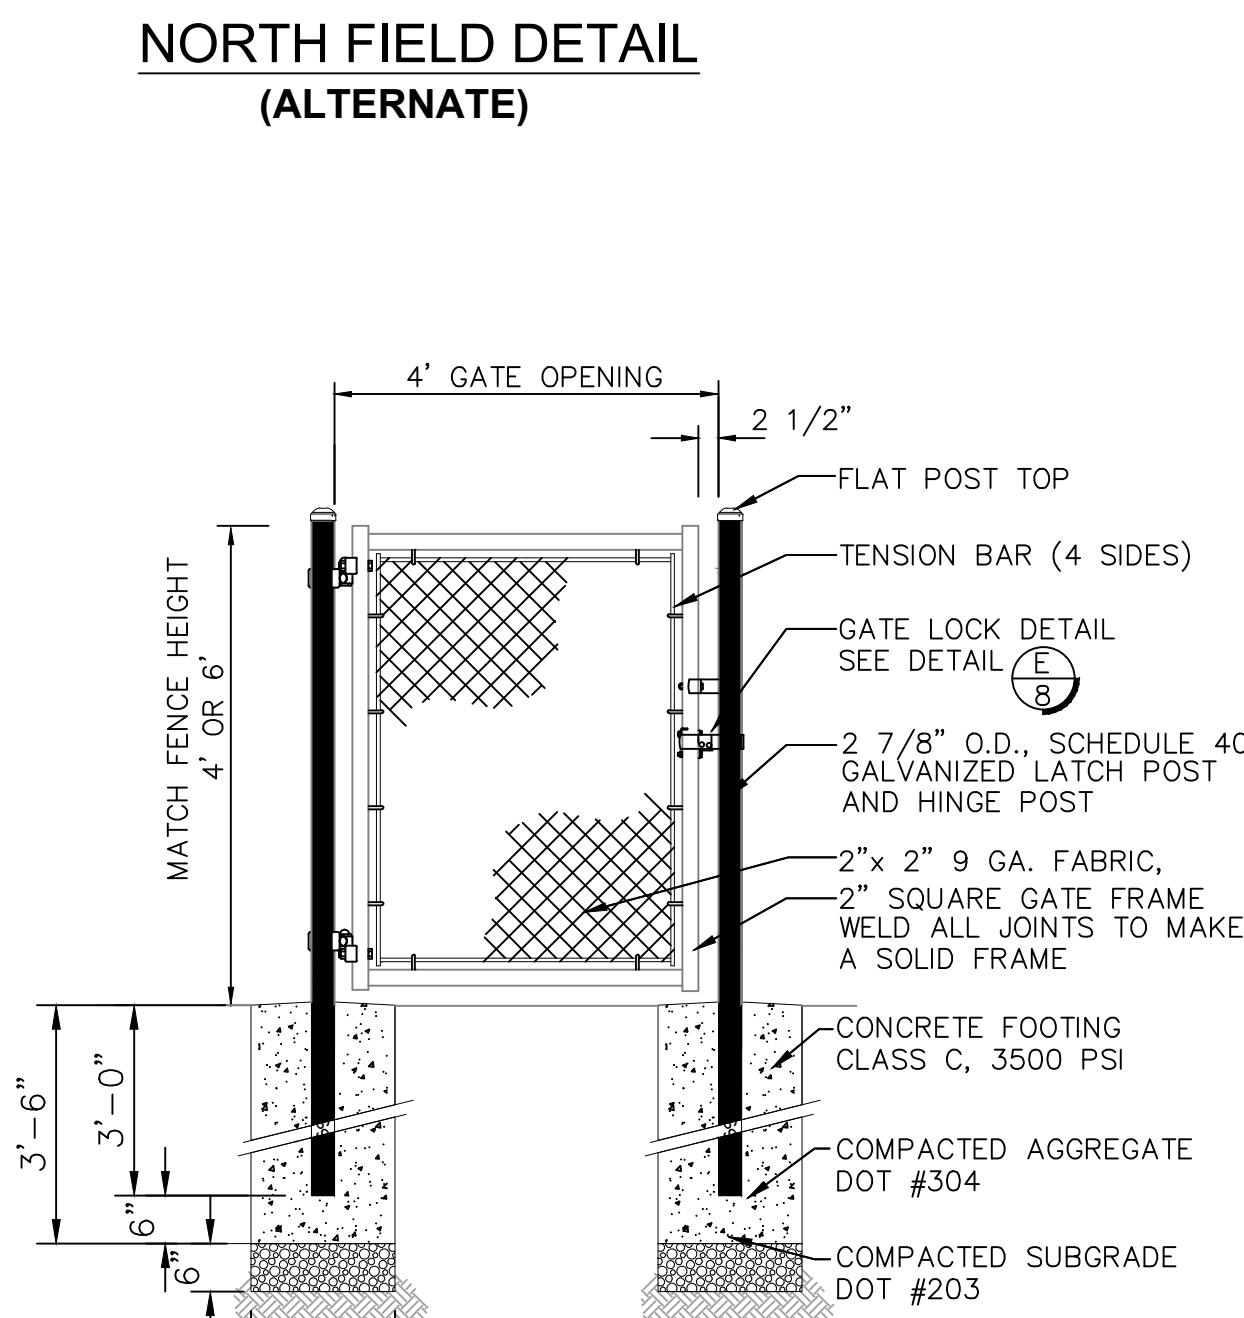 NORTH FIELD DETAIL
(ALTERNATE)
4' GATE OPENING
2 1/2"
FLAT POST TOP
TENSION BAR (4 SIDES)
GATE LOCK DETAIL
SEE DETAIL
E
8
MATCH FENCE HEIGHT
4' OR 6'
2 7/8" O.D., SCHEDULE 40
GALVANIZED LATCH POST
AND HINGE POST
2"x 2" 9 GA. FABRIC,
2" SQUARE GATE FRAME
WELD ALL JOINTS TO MAKE
A SOLID FRAME
CONCRETE FOOTING
CLASS C, 3500 PSI
3'-6"
3'-0"
6"
6"
COMPACTED AGGREGATE
DOT #304
COMPACTED SUBGRADE
DOT #203